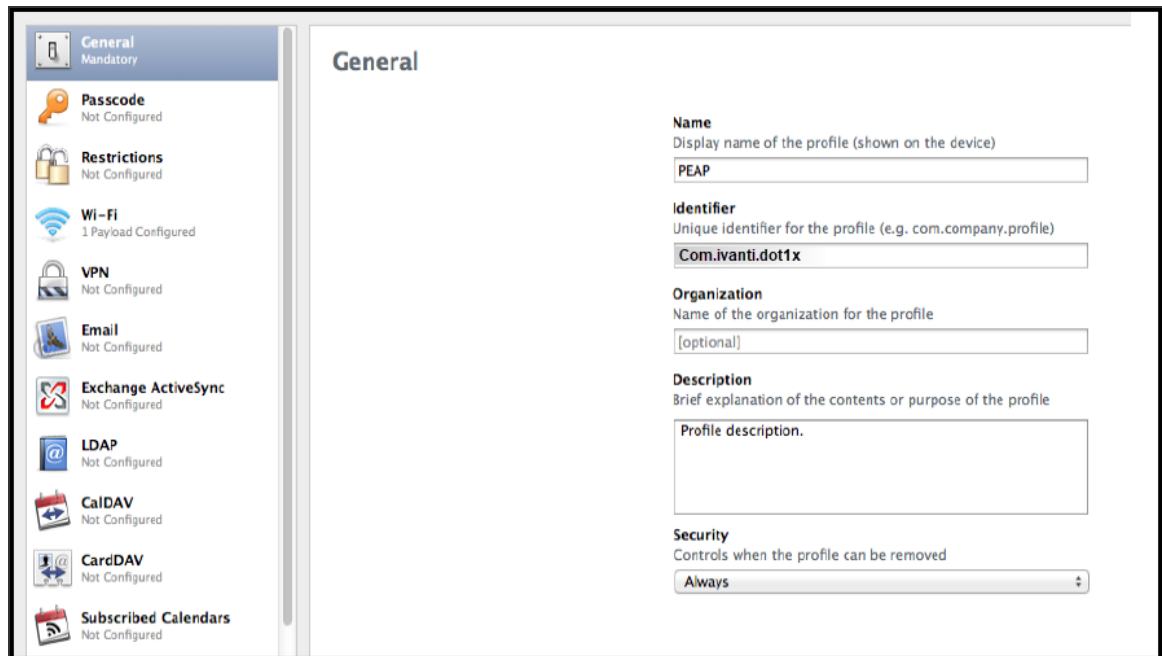 General
Mandatory
Passcode
Not Configured
Restrictions
Not Configured
Wi-Fi
1 Payload Configured
VPN
Not Configured
Email
Not Configured
Exchange ActiveSync
Not Configured
LDAP
Not Configured
CalDAV
Not Configured
CardDAV
Not Configured
Subscribed Calendars
Not Configured
General
Name
Display name of the profile (shown on the device)
PEAP
Identifier
Unique identifier for the profile (e.g. com.company.profile)
Com.ivanti.dot1x
Organization
Name of the organization for the profile
[optional]
Description
Brief explanation of the contents or purpose of the profile
Profile description.
Security
Controls when the profile can be removed
Always